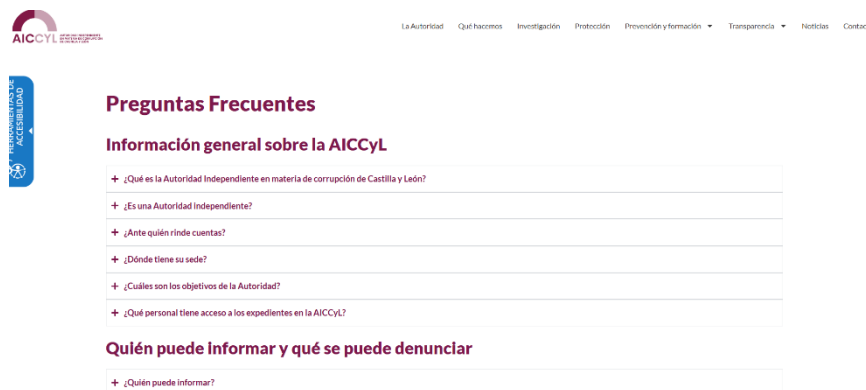 AICCYL
La Autoridad Qué hacemos Investigación Protección Prevención y formación Transparencia Noticias Contac
HERRAMIENTAS DE
ACCESIBILIDAD
Preguntas Frecuentes
Información general sobre la AICCyL
+ ¿Qué es la Autoridad Independiente en materia de corrupción de Castilla y León?
+ ¿Es una Autoridad independiente?
+ ¿Ante quién rinde cuentas?
+ ¿Dónde tiene su sede?
+ ¿Cuáles son los objetivos de la Autoridad?
+ ¿Qué personal tiene acceso a los expedientes en la AICCyL?
Quién puede informar y qué se puede denunciar
+ ¿Quién puede informar?